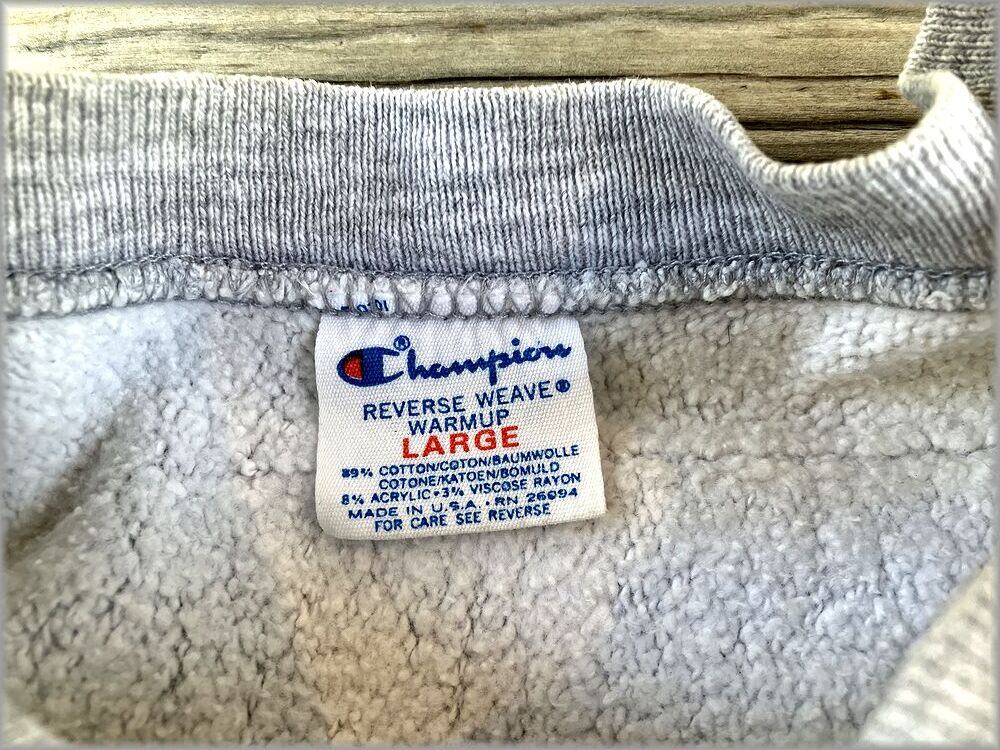 Champion®
REVERSE WEAVE®
WARMUP
LARGE
89% COTTON/COTON/BAUMWOLLE
COTONE/KATOEN/BOMULD
8% ACRYLIC • 3% VISCOSE RAYON
MADE IN U.S.A. • RN 26094
FOR CARE SEE REVERSE